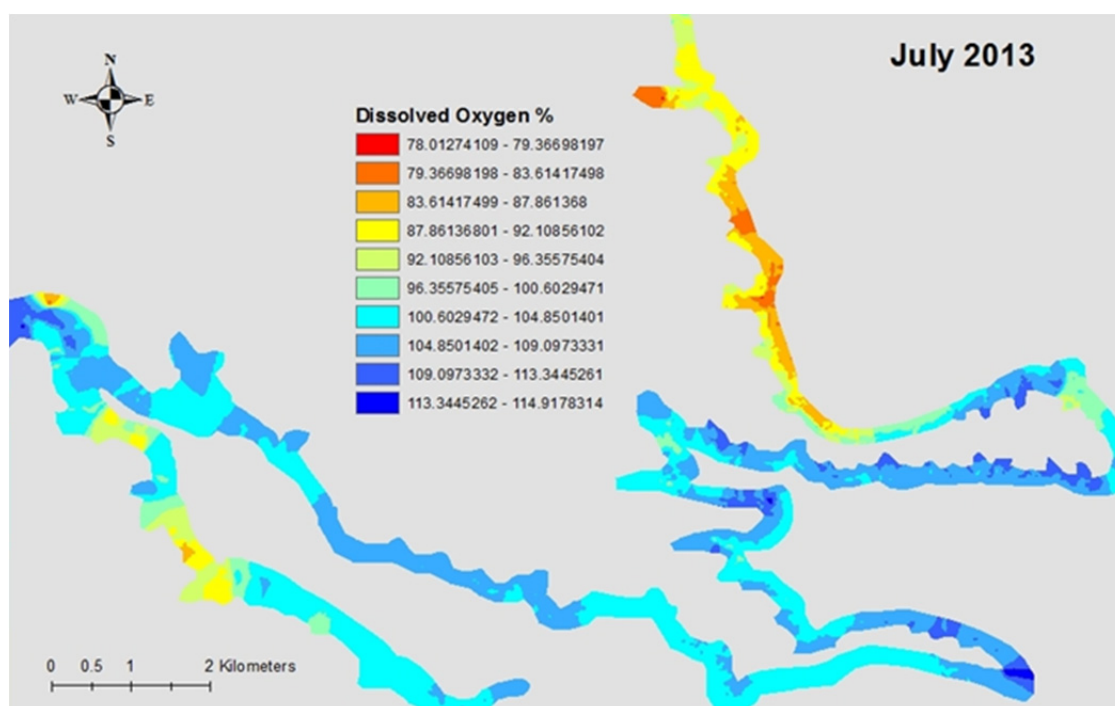 July 2013
N
W E
S
Dissolved Oxygen %
78.01274109 - 79.36698197
79.36698198 - 83.61417498
83.61417499 - 87.861368
87.86136801 - 92.10856102
92.10856103 - 96.35575404
96.35575405 - 100.6029471
100.6029472 - 104.8501401
104.8501402 - 109.0973331
109.0973332 - 113.3445261
113.3445262 - 114.9178314
0 0.5 1 2 Kilometers